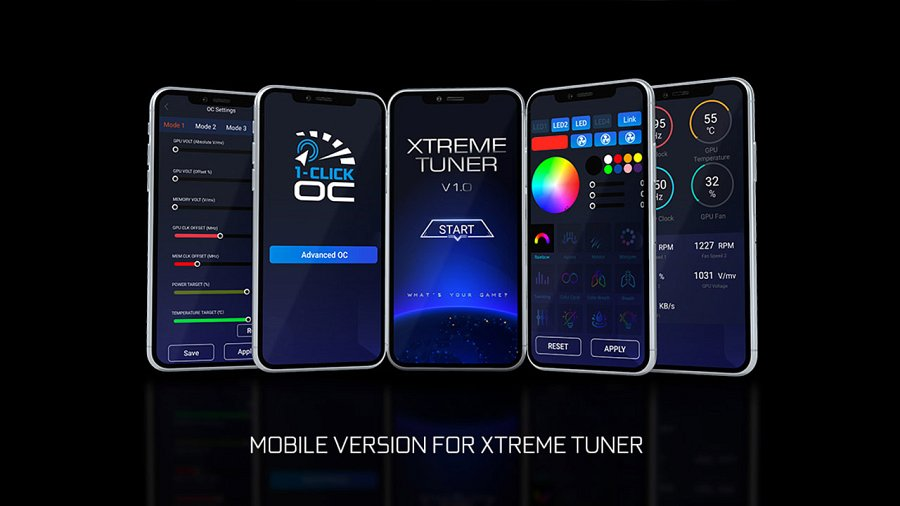 OC Settings
Mode 1 Mode 2 Mode 3
GPU VOLT (Absolute V/mv)
GPU VOLT (Offset %)
MEMORY VOLT (V/mv)
GPU CLK OFFSET (MHz)
MEM CLK OFFSET (MHz)
POWER TARGET (%)
TEMPERATURE TARGET (℃)
Save
1-CLICK
OC
Advanced OC
XTREME
TUNER
V 1.0
START
WHAT'S YOUR GAME?
LED1 LED2 LED LED4 Link
Rainbow
RESET APPLY
55
℃
GPU
Temperature
Clock
32
%
GPU Fan
RPM 1227 RPM
Fan Speed 2
1031 V/mv
GPU Voltage
KB/s
MOBILE VERSION FOR XTREME TUNER